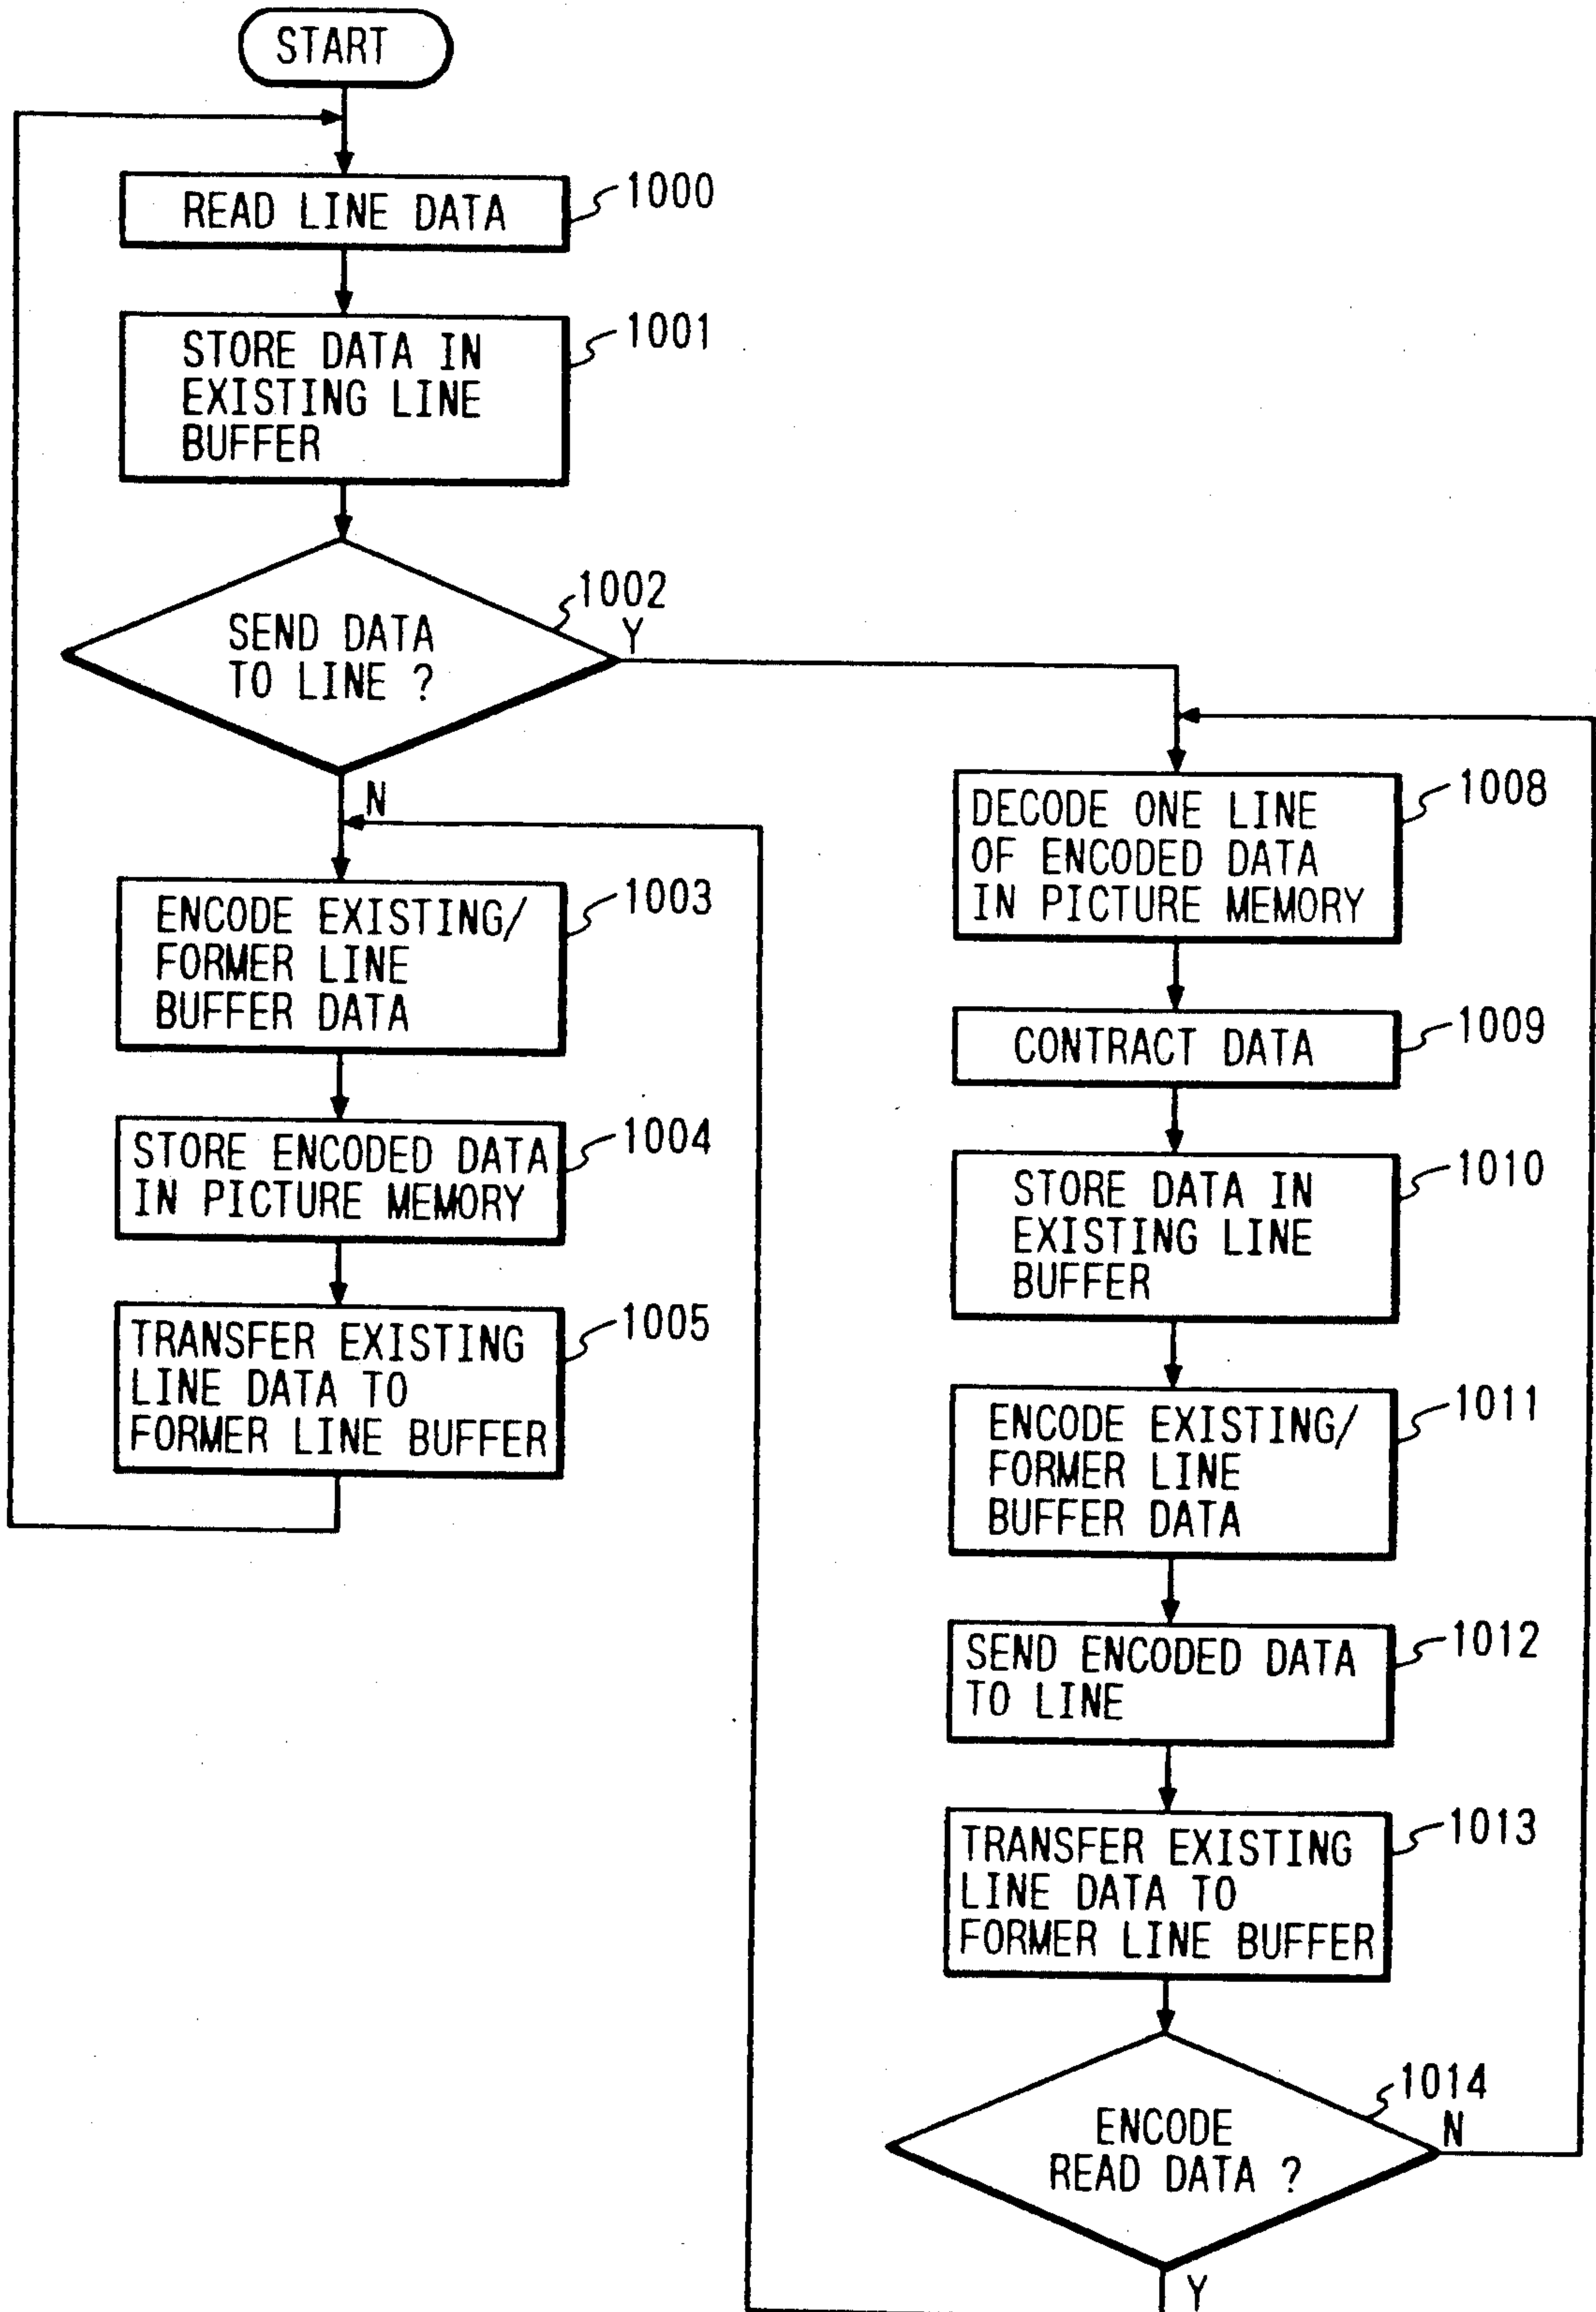 START
READ LINE DATA
1000
STORE DATA IN
EXISTING LINE
BUFFER
1001
SEND DATA
TO LINE ?
1002
Y
N
ENCODE EXISTING/
FORMER LINE
BUFFER DATA
1003
STORE ENCODED DATA
IN PICTURE MEMORY
1004
TRANSFER EXISTING
LINE DATA TO
FORMER LINE BUFFER
1005
DECODE ONE LINE
OF ENCODED DATA
IN PICTURE MEMORY
1008
CONTRACT DATA
1009
STORE DATA IN
EXISTING LINE
BUFFER
1010
ENCODE EXISTING/
FORMER LINE
BUFFER DATA
1011
SEND ENCODED DATA
TO LINE
1012
TRANSFER EXISTING
LINE DATA TO
FORMER LINE BUFFER
1013
ENCODE
READ DATA ?
1014
N
Y